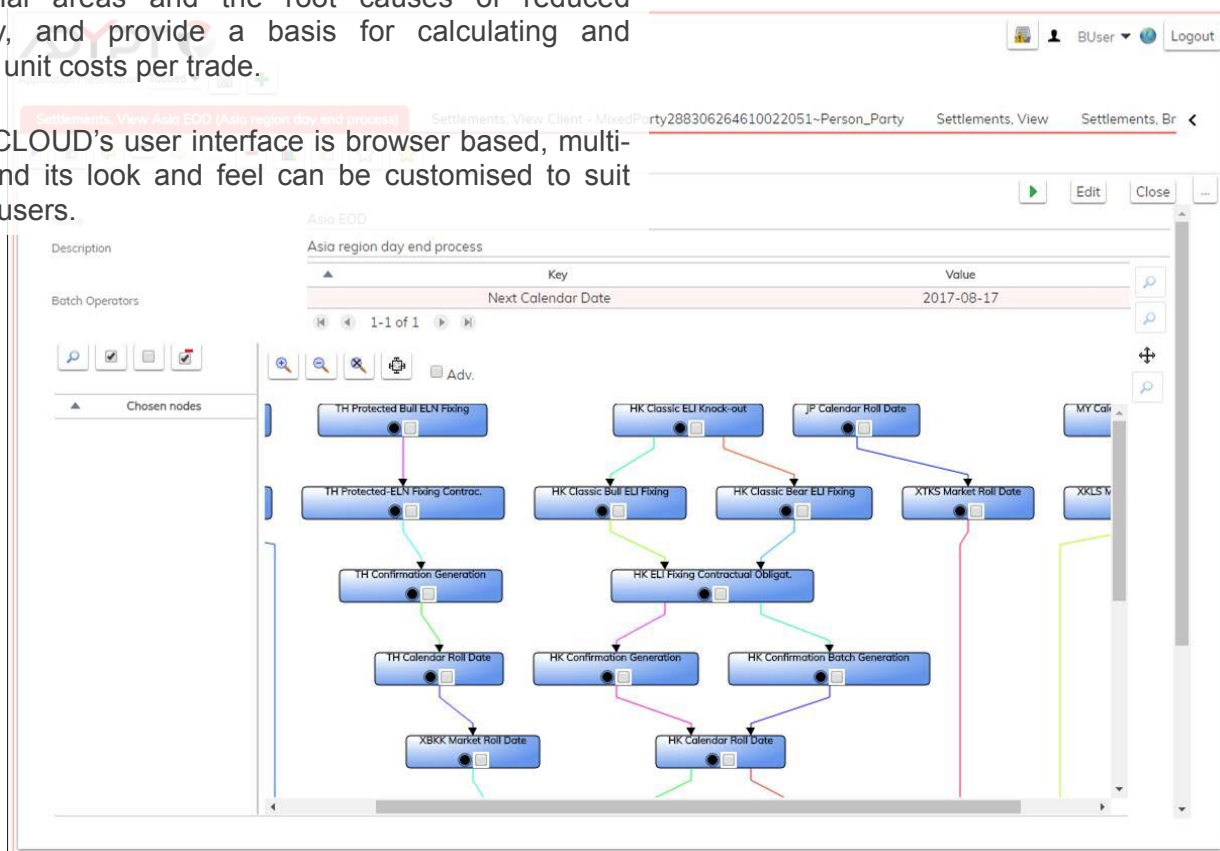 nal areas and the root causes of reduced
y, and provide a basis for calculating and
unit costs per trade.
BUser
Logout
Settlements, View Asia EOD (Asia region day end process)
Settlements, View Client - MixedParty288306264610022051~Person_Party
Settlements, View
Settlements, Br
CLOUD’s user interface is browser based, multi-
nd its look and feel can be customised to suit
users.
Edit
Close
...
Asia EOD
Description
Asia region day end process
Key
Value
Batch Operators
Next Calendar Date
2017-08-17
1-1 of 1
Adv.
Chosen nodes
TH Protected Bull ELN Fixing
HK Classic ELI Knock-out
JP Calendar Roll Date
MY Cale
TH Protected-ELN Fixing Contrac.
HK Classic Bull ELI Fixing
HK Classic Bear ELI Fixing
XTKS Market Roll Date
XKLS M
TH Confirmation Generation
HK ELI Fixing Contractual Obligat.
TH Calendar Roll Date
HK Confirmation Generation
HK Confirmation Batch Generation
XBKK Market Roll Date
HK Calendar Roll Date